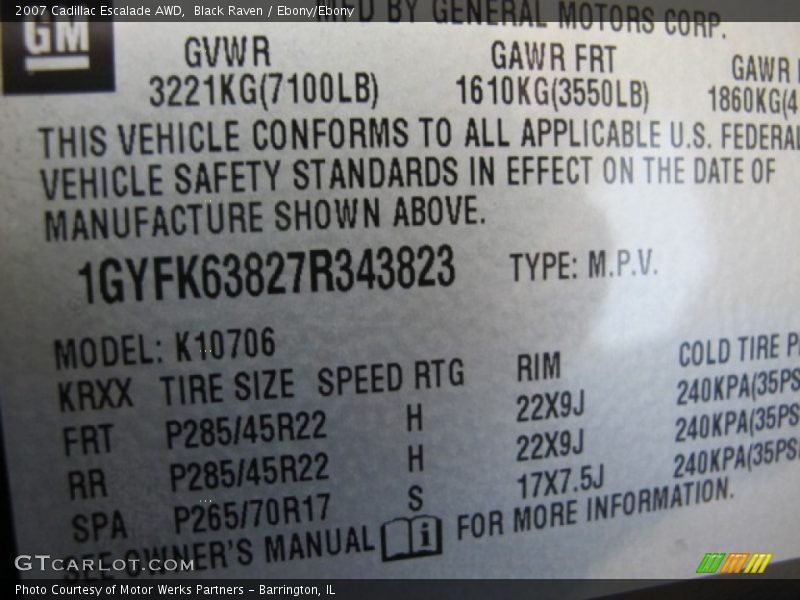 2007 Cadillac Escalade AWD, Black Raven / Ebony/Ebony
MFD BY GENERAL MOTORS CORP.
GM
GVWR GAWR FRT GAWR
3221KG(7100LB) 1610KG(3550LB) 1860KG(4
THIS VEHICLE CONFORMS TO ALL APPLICABLE U.S. FEDERAL
VEHICLE SAFETY STANDARDS IN EFFECT ON THE DATE OF
MANUFACTURE SHOWN ABOVE.
1GYFK63827R343823 TYPE: M.P.V.
MODEL: K10706
KRXX TIRE SIZE SPEED RTG RIM COLD TIRE P
FRT P285/45R22 H 22X9J 240KPA(35PS
RR P285/45R22 H 22X9J 240KPA(35PS
SPA P265/70R17 S 17X7.5J 240KPA(35PS
SEE OWNER'S MANUAL i FOR MORE INFORMATION.
GTCarlot.com
Photo Courtesy of Motor Werks Partners - Barrington, IL